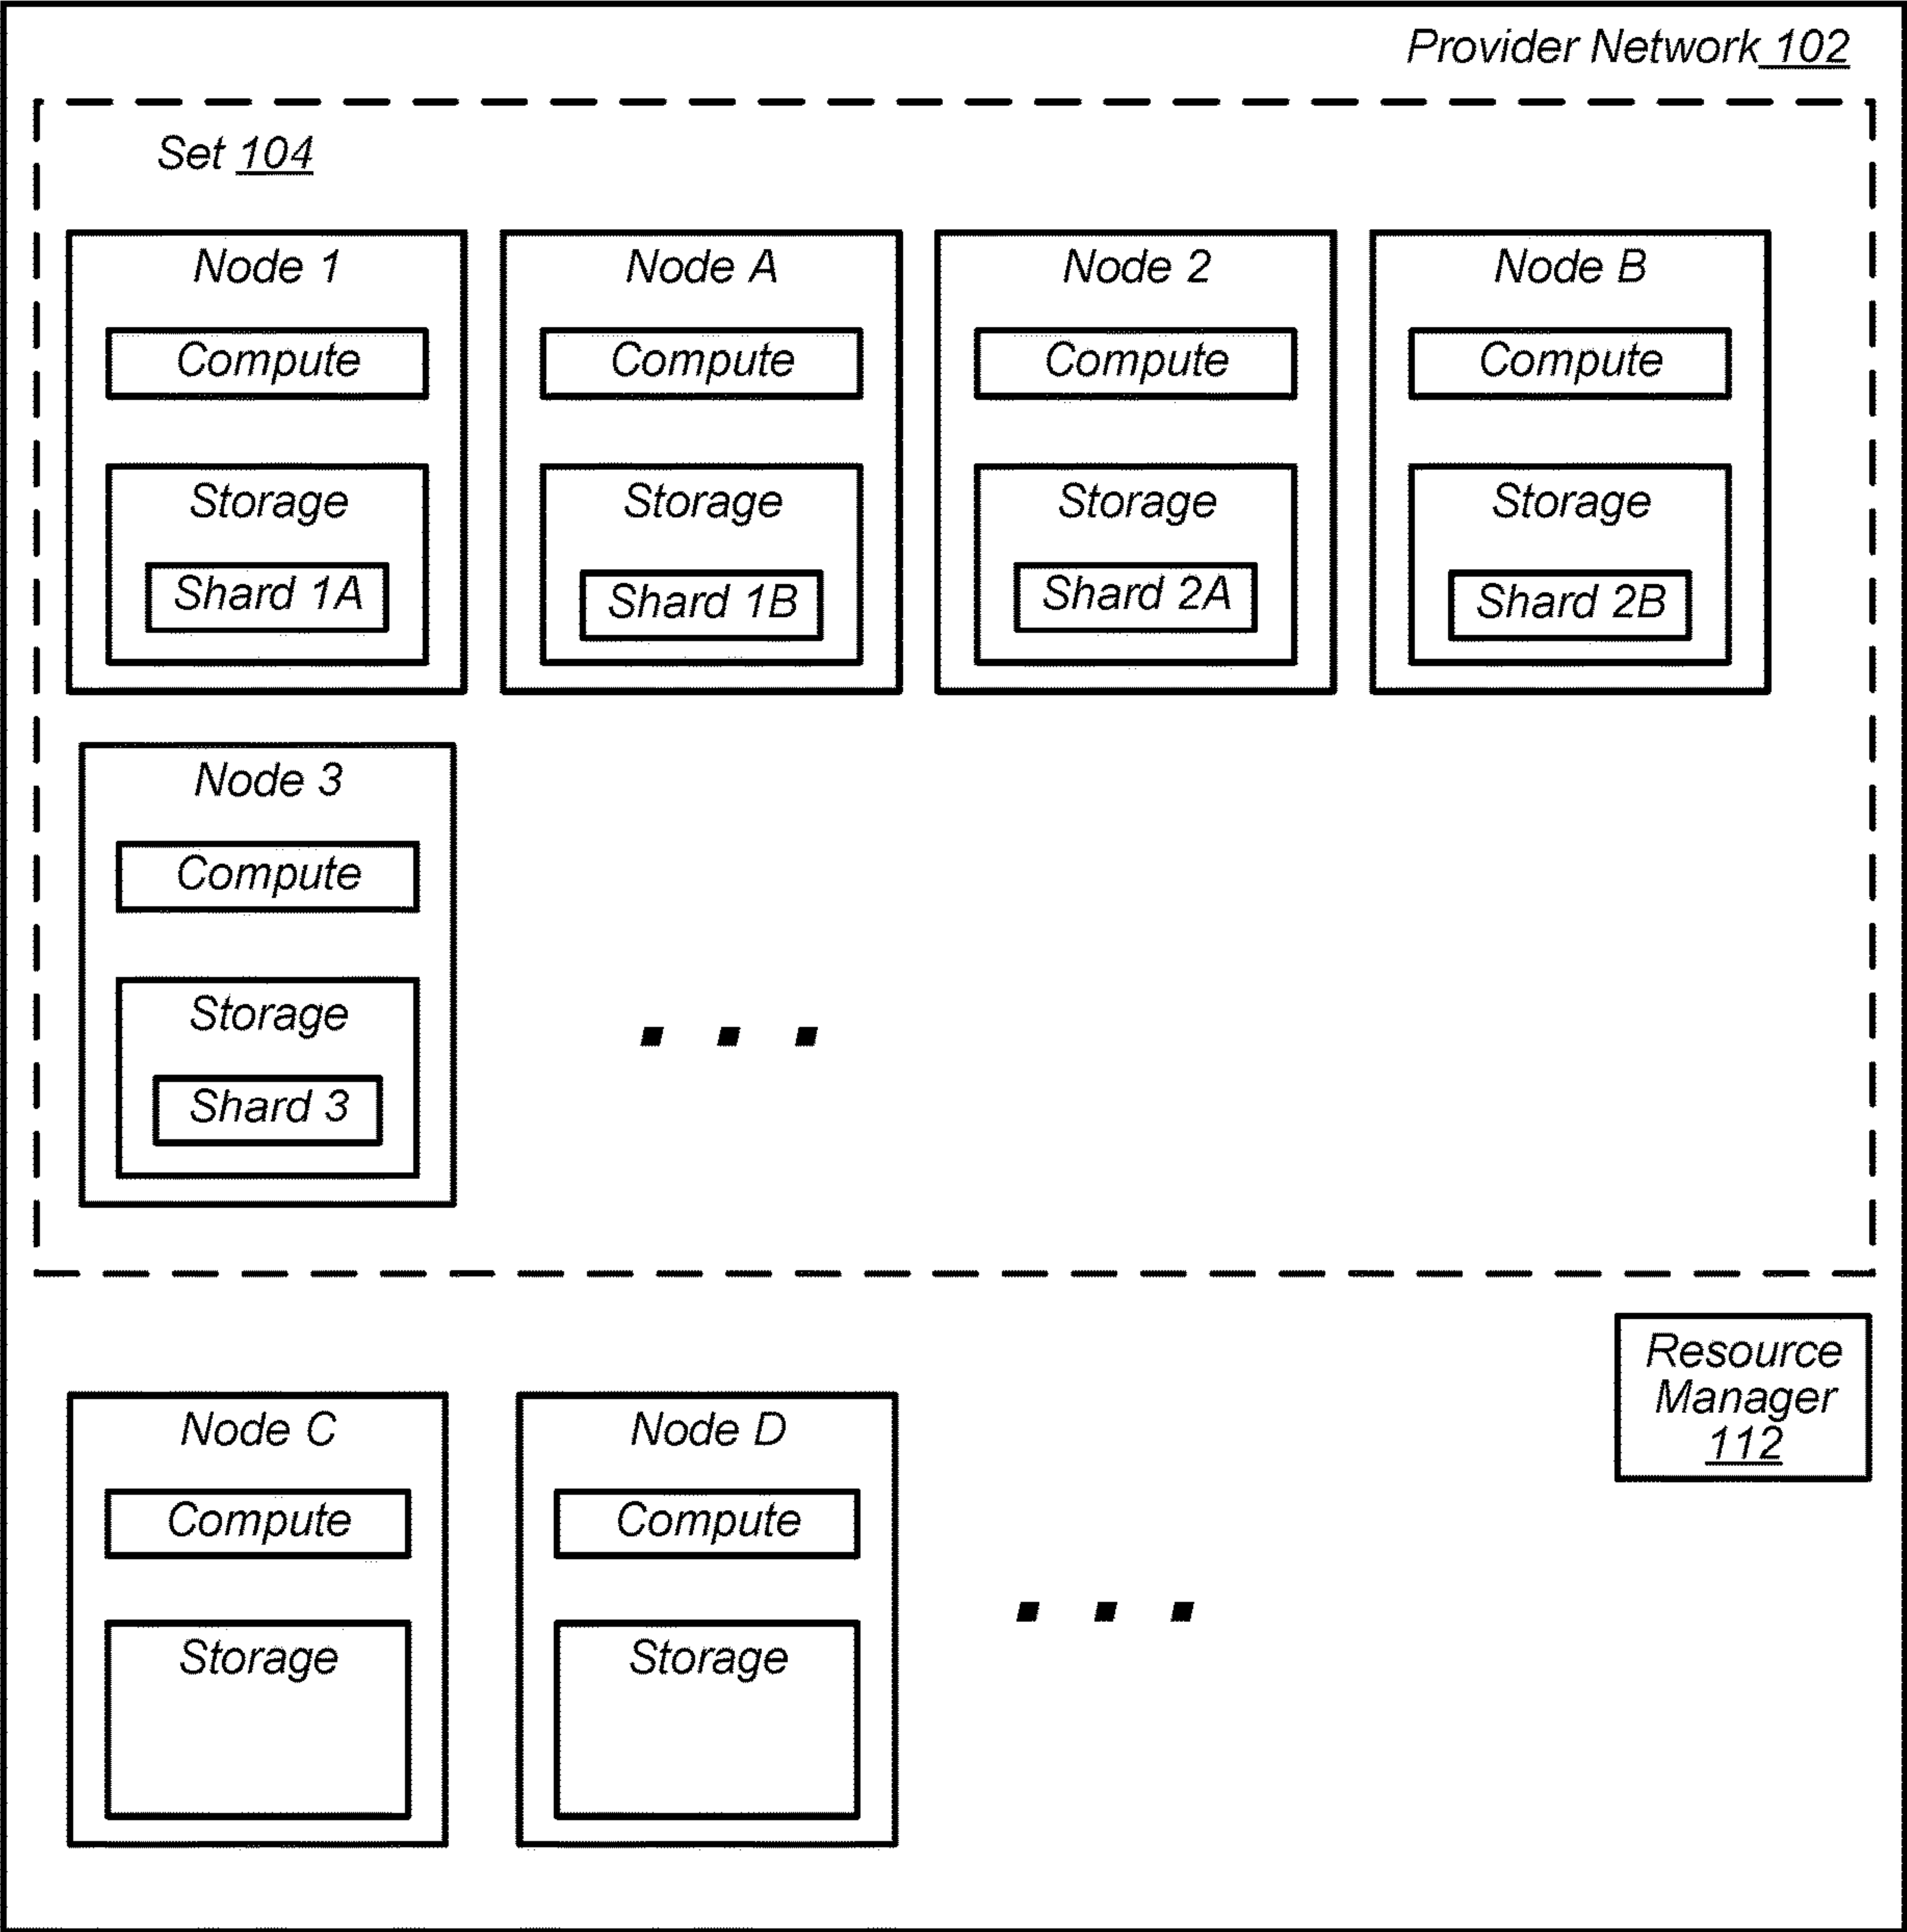 Provider Network 102
Set 104
Node 1
Compute
Storage
Shard 1A
Node A
Compute
Storage
Shard 1B
Node 2
Compute
Storage
Shard 2A
Node B
Compute
Storage
Shard 2B
Node 3
Compute
Storage
Shard 3
. . .
Resource
Manager
112
Node C
Compute
Storage
Node D
Compute
Storage
. . .